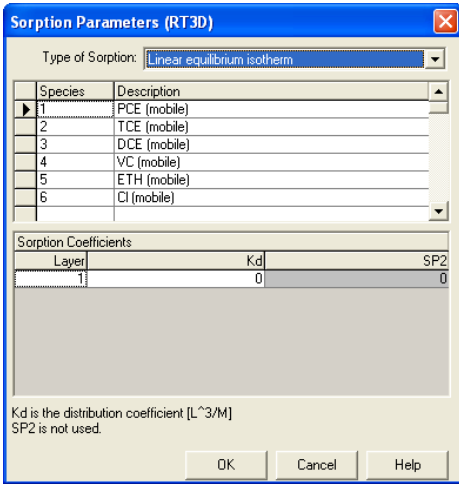 Sorption Parameters (RT3D)
Type of Sorption: Linear equilibrium isotherm
Species Description
1 PCE (mobile)
2 TCE (mobile)
3 DCE (mobile)
4 VC (mobile)
5 ETH (mobile)
6 Cl (mobile)
Sorption Coefficients
Layer Kd SP2
1 0 0
Kd is the distribution coefficient [L^3/M]
SP2 is not used.
OK Cancel Help